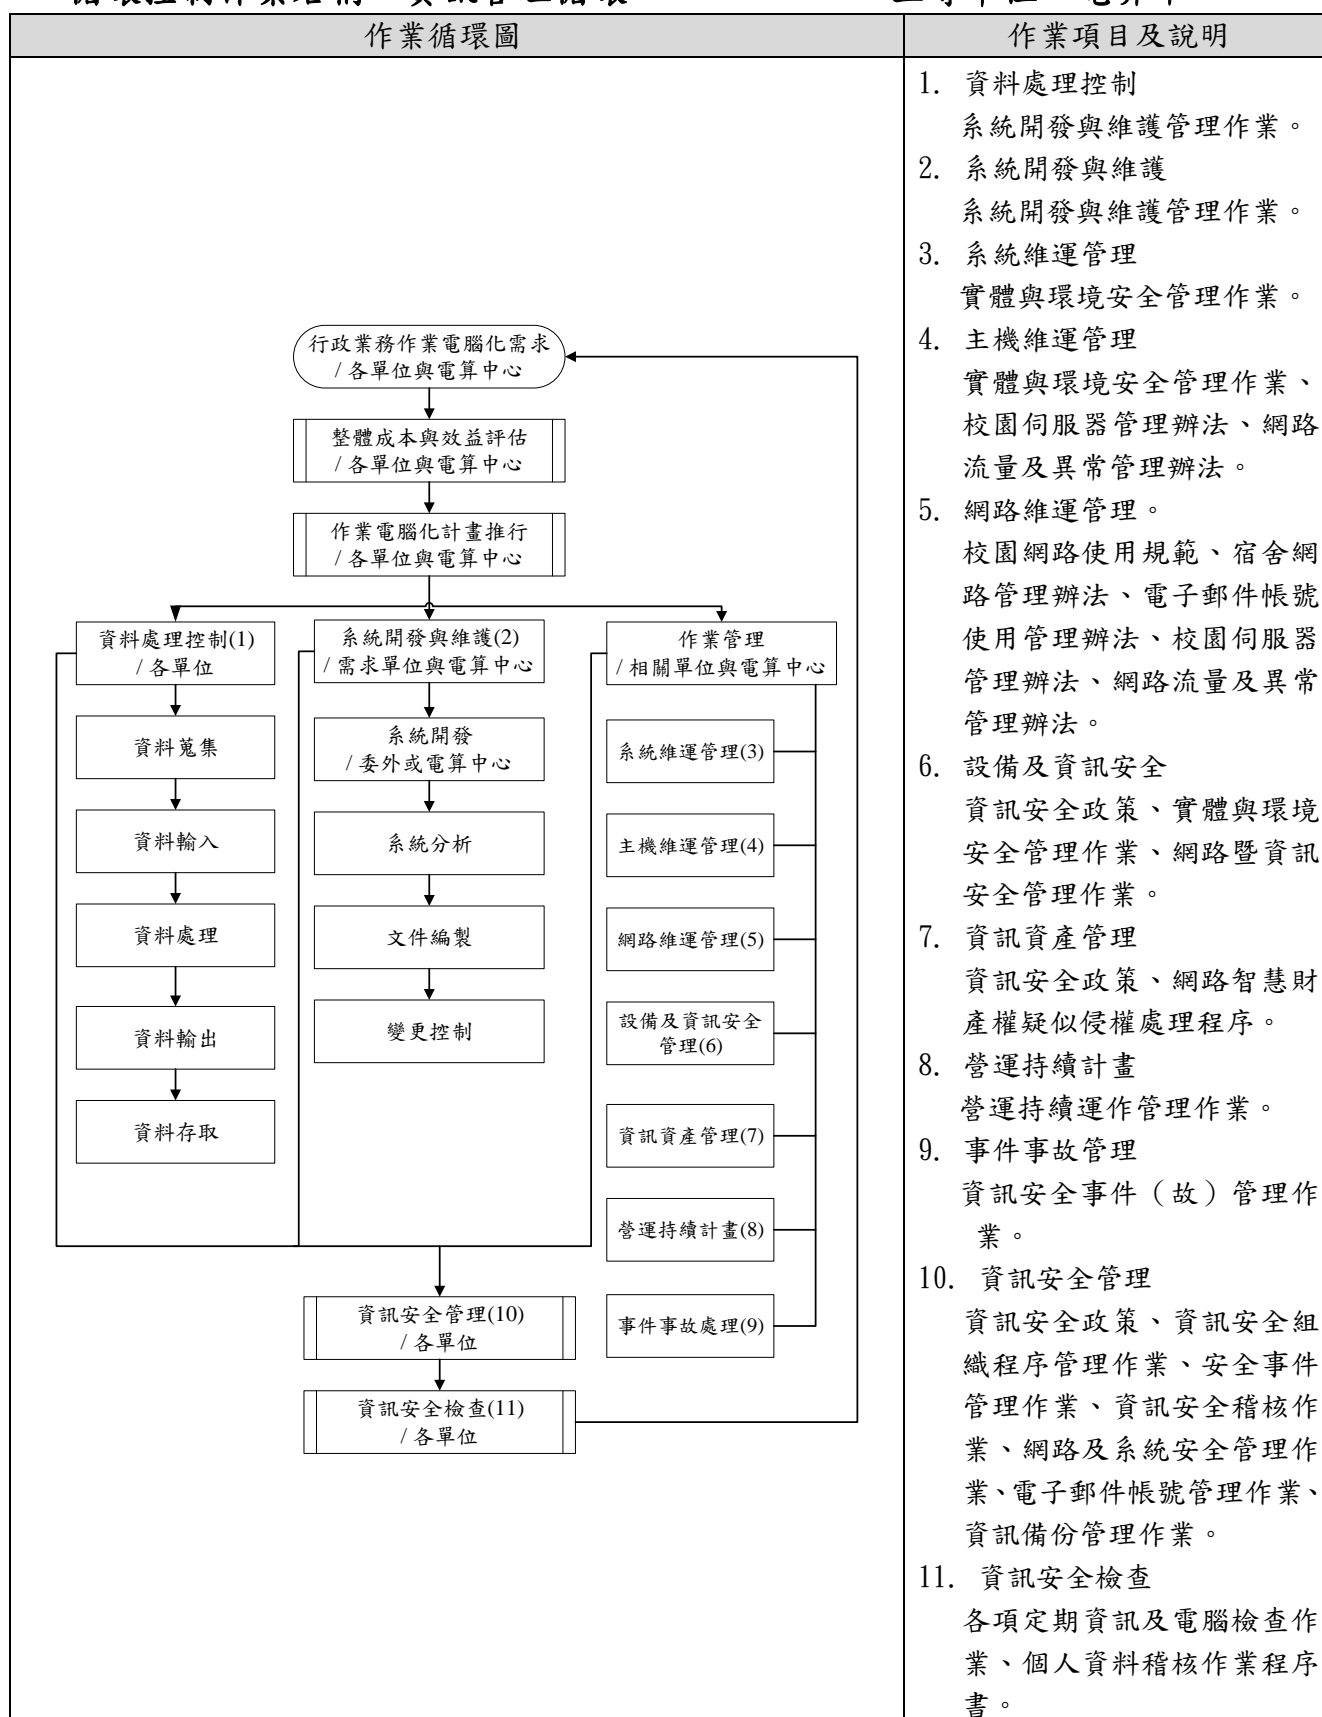 循環控制作業名稱：資訊管理循環
作業循環圖
作業項目及說明
行政業務作業電腦化需求
/ 各單位與電算中心
整體成本與效益評估
/ 各單位與電算中心
作業電腦化計畫推行
/ 各單位與電算中心
資料處理控制(1)
/ 各單位
系統開發與維護(2)
/ 需求單位與電算中心
作業管理
/ 相關單位與電算中心
資料蒐集
資料輸入
資料處理
資料輸出
資料存取
系統開發
/ 委外或電算中心
系統分析
文件編製
變更控制
系統維運管理(3)
主機維運管理(4)
網路維運管理(5)
設備及資訊安全
管理(6)
資訊資產管理(7)
營運持續計畫(8)
事件事故處理(9)
資訊安全管理(10)
/ 各單位
資訊安全檢查(11)
/ 各單位
1. 資料處理控制
系統開發與維護管理作業。
2. 系統開發與維護
系統開發與維護管理作業。
3. 系統維運管理
實體與環境安全管理作業。
4. 主機維運管理
實體與環境安全管理作業、
校園伺服器管理辦法、網路
流量及異常管理辦法。
5. 網路維運管理。
校園網路使用規範、宿舍網
路管理辦法、電子郵件帳號
使用管理辦法、校園伺服器
管理辦法、網路流量及異常
管理辦法。
6. 設備及資訊安全
資訊安全政策、實體與環境
安全管理作業、網路暨資訊
安全管理作業。
7. 資訊資產管理
資訊安全政策、網路智慧財
產權疑似侵權處理程序。
8. 營運持續計畫
營運持續運作管理作業。
9. 事件事故管理
資訊安全事件（故）管理作
業。
10. 資訊安全管理
資訊安全政策、資訊安全組
織程序管理作業、安全事件
管理作業、資訊安全稽核作
業、網路及系統安全管理作
業、電子郵件帳號管理作業、
資訊備份管理作業。
11. 資訊安全檢查
各項定期資訊及電腦檢查作
業、個人資料稽核作業程序
書。